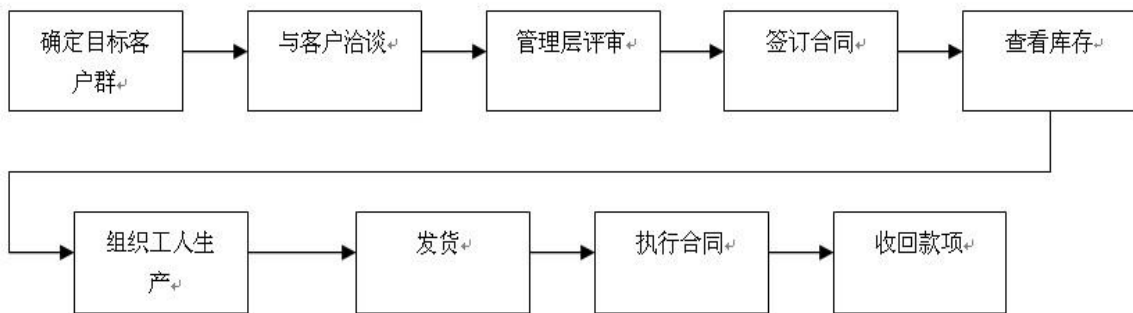 确定目标客
户群
与客户洽谈
管理层评审
签订合同
查看库存
组织工人生
产
发货
执行合同
收回款项